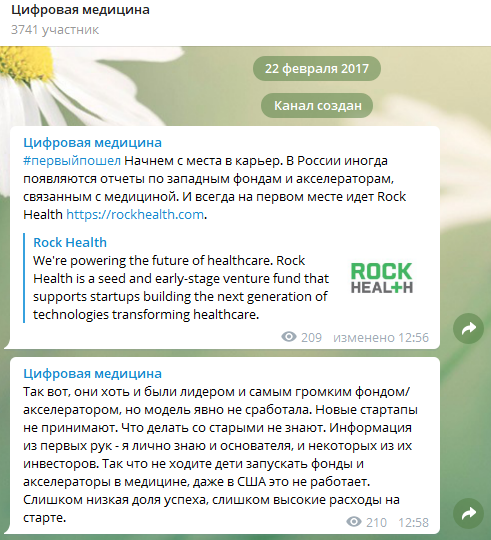 Цифровая медицина
3741 участник
22 февраля 2017
Канал создан
Цифровая медицина
#первыйпошел Начнем с места в карьер. В России иногда
появляются отчеты по западным фондам и акселераторам,
связанным с медициной. И всегда на первом месте идет Rock
Health https://rockhealth.com.
Rock Health
We're powering the future of healthcare. Rock
Health is a seed and early-stage venture fund that
supports startups building the next generation of
technologies transforming healthcare.
ROCK
HEALTH
209 изменено 12:56
Цифровая медицина
Так вот, они хоть и были лидером и самым громким фондом/
акселератором, но модель явно не сработала. Новые стартапы
не принимают. Что делать со старыми не знают. Информация
из первых рук - я лично знаю и основателя, и некоторых из их
инвесторов. Так что не ходите дети запускать фонды и
акселераторы в медицине, даже в США это не работает.
Слишком низкая доля успеха, слишком высокие расходы на
старте.
210 12:58